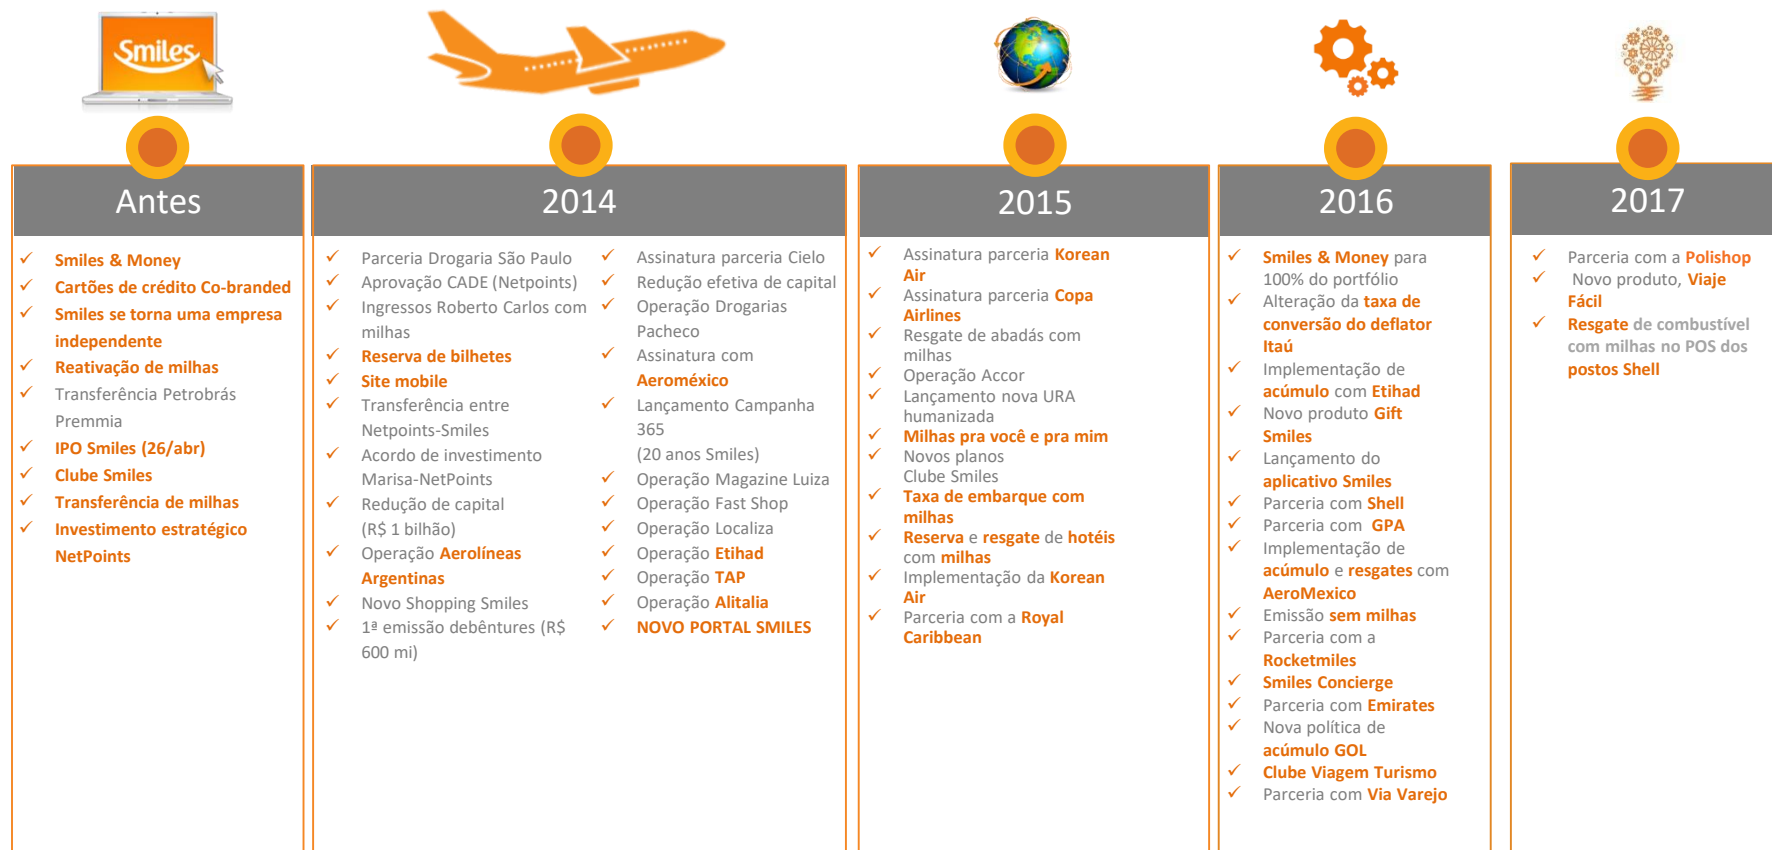 Smiles
Antes
✓ Smiles & Money
✓ Cartões de crédito Co-branded
✓ Smiles se torna uma empresa
independente
✓ Reativação de milhas
✓ Transferência Petrobrás
Premmia
✓ IPO Smiles (26/abr)
✓ Clube Smiles
✓ Transferência de milhas
✓ Investimento estratégico
NetPoints
2014
✓ Parceria Drogaria São Paulo
✓ Aprovação CADE (Netpoints)
✓ Ingressos Roberto Carlos com
milhas
✓ Reserva de bilhetes
✓ Site mobile
✓ Transferência entre
Netpoints-Smiles
✓ Acordo de investimento
Marisa-NetPoints
✓ Redução de capital
(R$ 1 bilhão)
✓ Operação Aerolíneas
Argentinas
✓ Novo Shopping Smiles
✓ 1ª emissão debêntures (R$
600 mi)
✓ Assinatura parceria Cielo
✓ Redução efetiva de capital
✓ Operação Drogarias
Pacheco
✓ Assinatura com
Aeroméxico
✓ Lançamento Campanha
365
(20 anos Smiles)
✓ Operação Magazine Luiza
✓ Operação Fast Shop
✓ Operação Localiza
✓ Operação Etihad
✓ Operação TAP
✓ Operação Alitalia
✓ NOVO PORTAL SMILES
2015
✓ Assinatura parceria Korean
Air
✓ Assinatura parceria Copa
Airlines
✓ Resgate de abadás com
milhas
✓ Operação Accor
✓ Lançamento nova URA
humanizada
✓ Milhas pra você e pra mim
✓ Novos planos
Clube Smiles
✓ Taxa de embarque com
milhas
✓ Reserva e resgate de hotéis
com milhas
✓ Implementação da Korean
Air
✓ Parceria com a Royal
Caribbean
2016
✓ Smiles & Money para
100% do portfólio
✓ Alteração da taxa de
conversão do deflator
Itaú
✓ Implementação de
acúmulo com Etihad
✓ Novo produto Gift
Smiles
✓ Lançamento do
aplicativo Smiles
✓ Parceria com Shell
✓ Parceria com GPA
✓ Implementação de
acúmulo e resgates com
AeroMexico
✓ Emissão sem milhas
✓ Parceria com a
Rocketmiles
✓ Smiles Concierge
✓ Parceria com Emirates
✓ Nova política de
acúmulo GOL
✓ Clube Viagem Turismo
✓ Parceria com Via Varejo
2017
✓ Parceria com a Polishop
✓ Novo produto, Viaje
Fácil
✓ Resgate de combustível
com milhas no POS dos
postos Shell